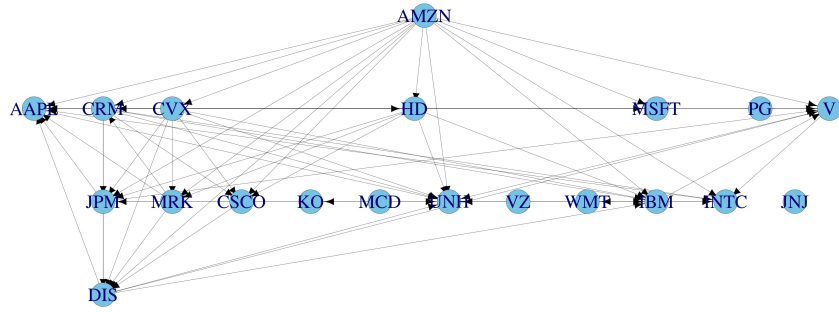 AMZN
AAPL CRM CVX HD MSFT PG V
JPM MRK CSCO KO MCD UNH VZ WMT IBM INTC JNJ
DIS